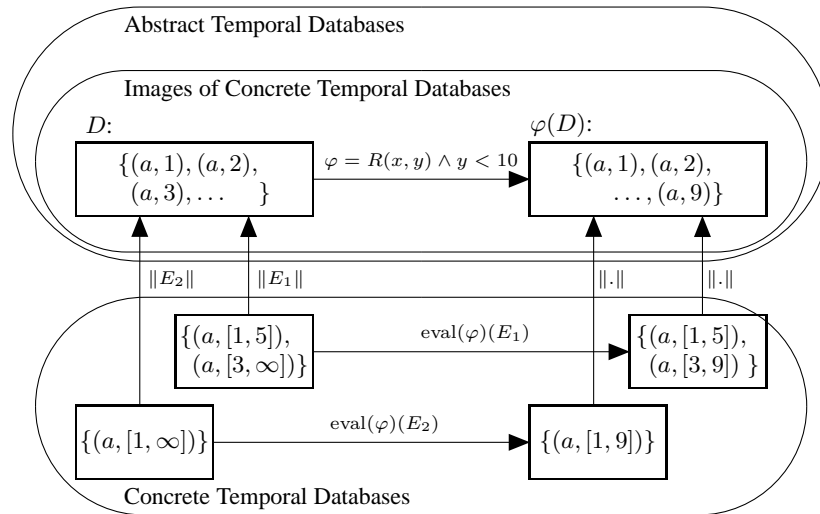 Abstract Temporal Databases
Images of Concrete Temporal Databases
D:
φ(D):
{(a, 1), (a, 2),
(a, 3), ... }
φ = R(x, y) ∧ y < 10
{(a, 1), (a, 2),
..., (a, 9)}
‖E₂‖
‖E₁‖
‖.‖
‖.‖
{(a, [1, 5]),
(a, [3, ∞])}
eval(φ)(E₁)
{(a, [1, 5]),
(a, [3, 9]) }
{(a, [1, ∞])}
eval(φ)(E₂)
{(a, [1, 9])}
Concrete Temporal Databases